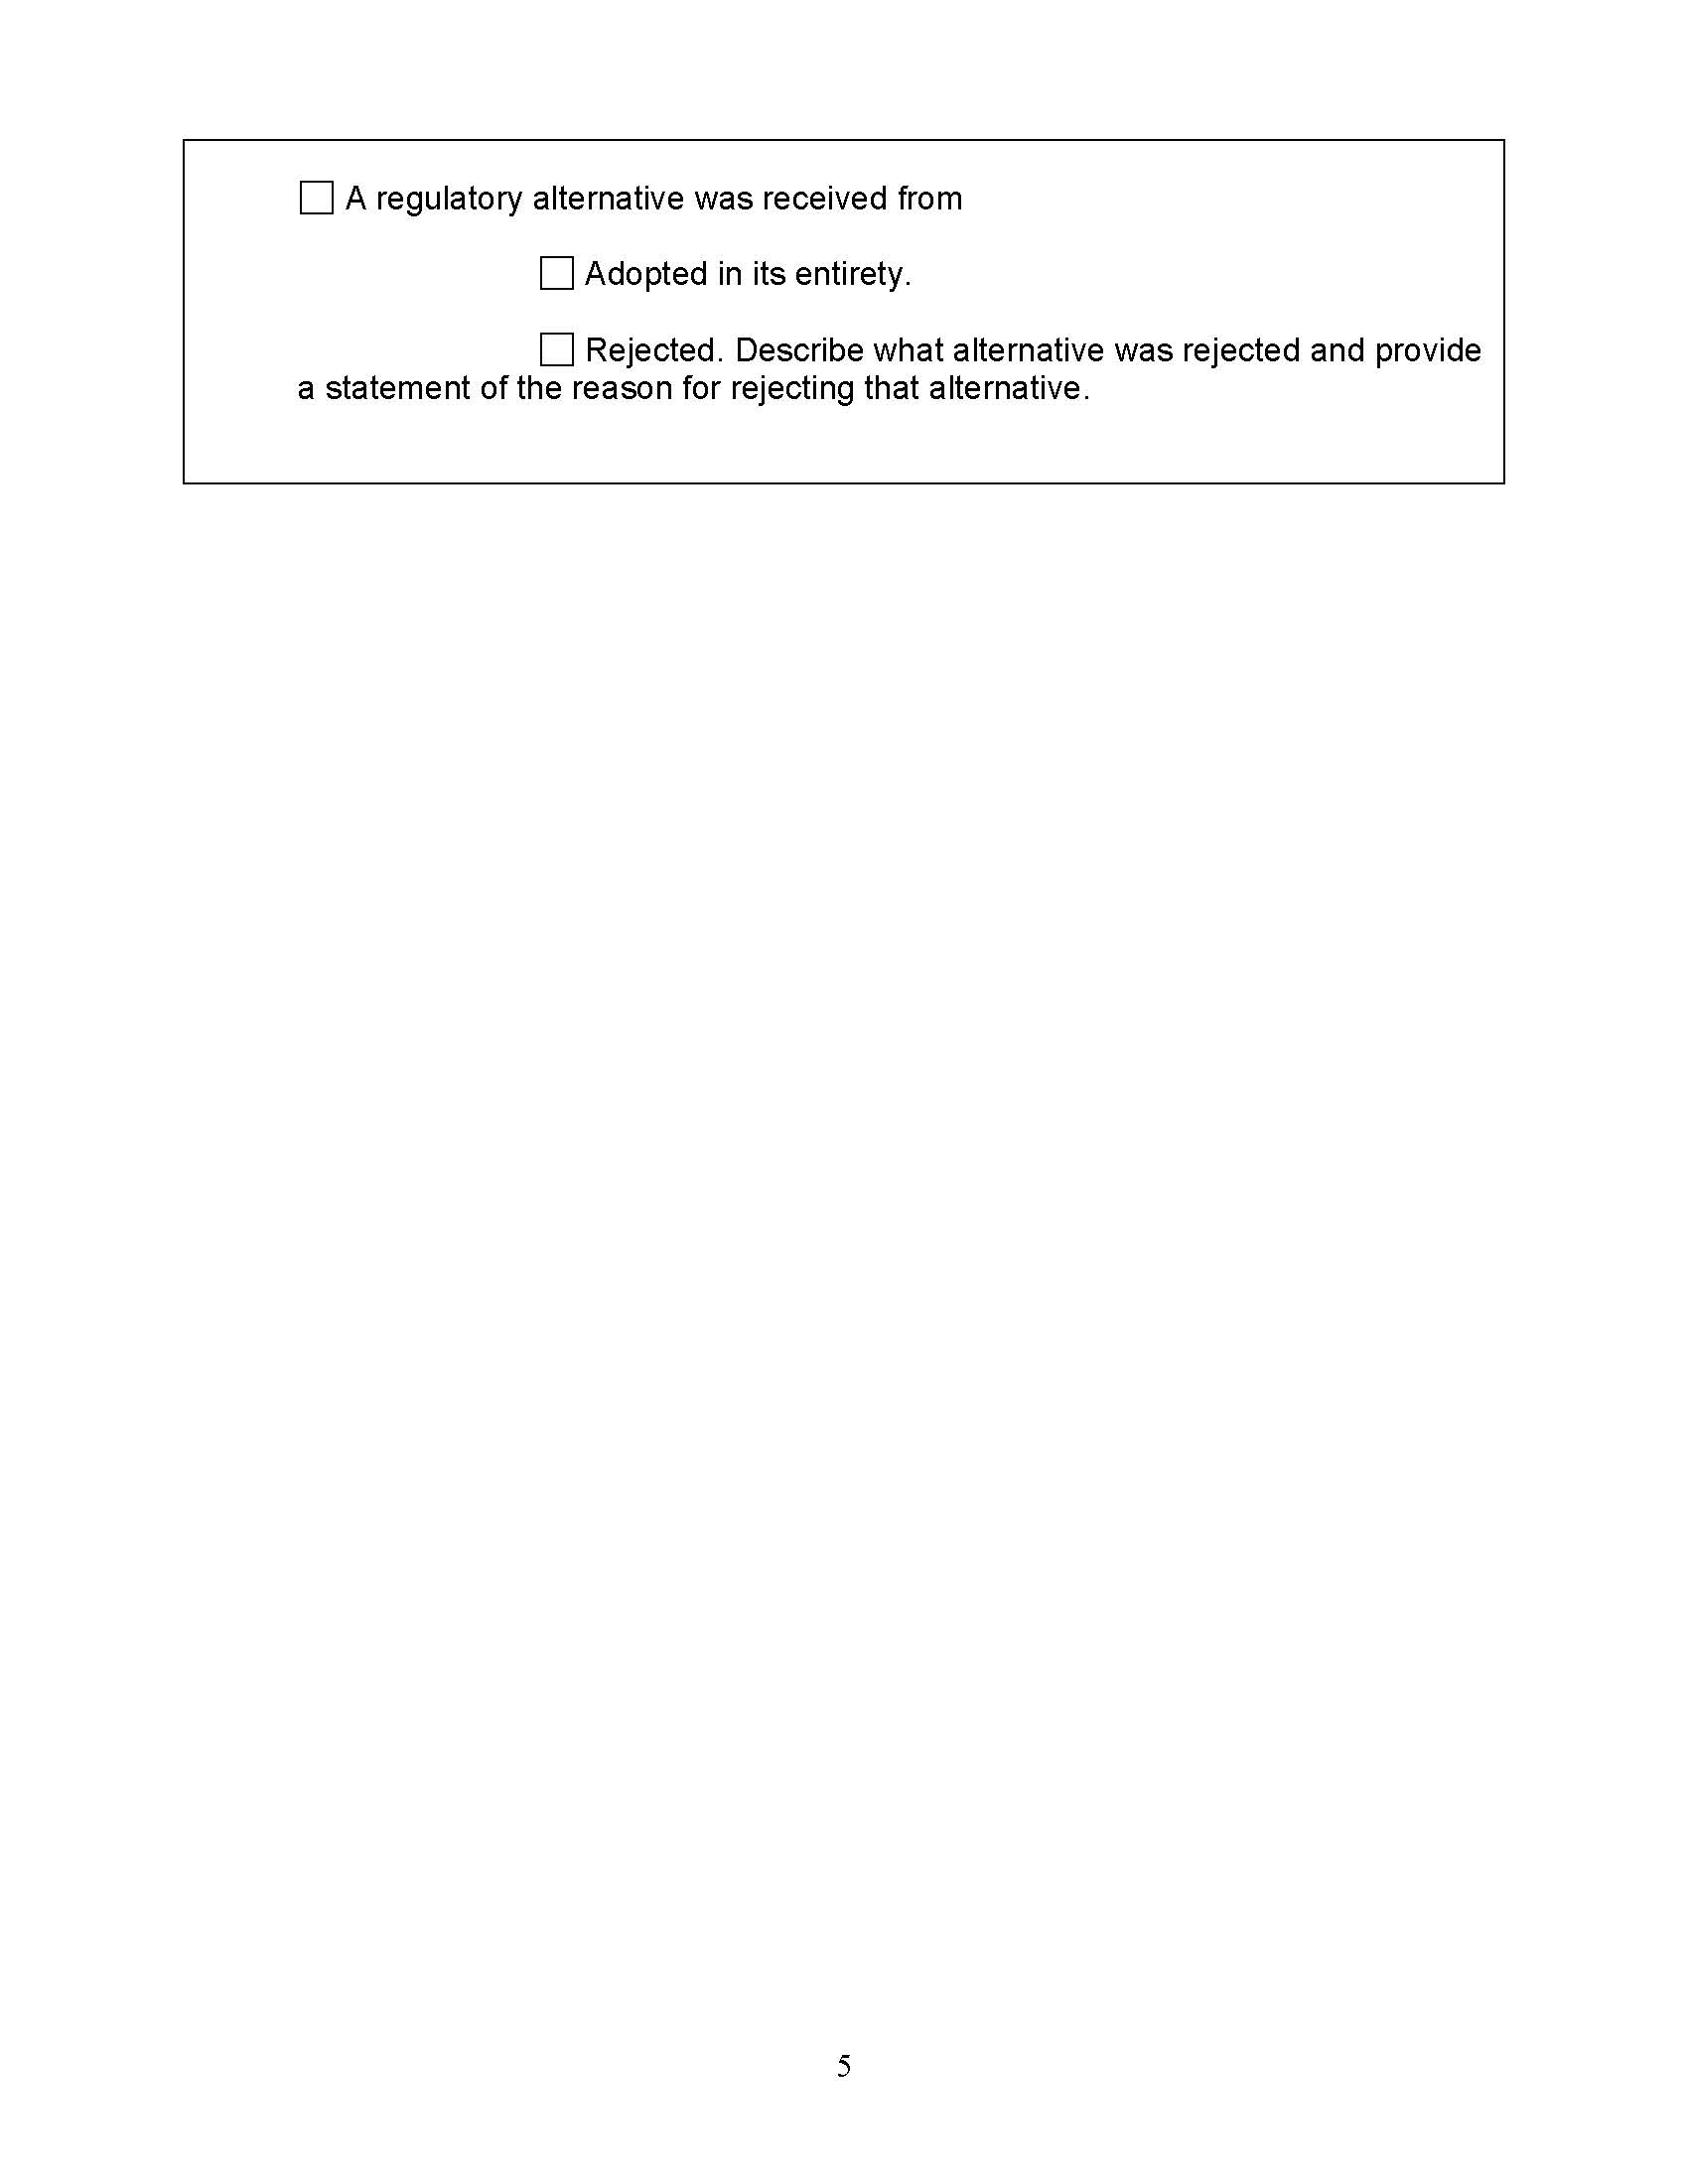 ☐ A regulatory alternative was received from
☐ Adopted in its entirety.
☐ Rejected. Describe what alternative was rejected and provide
a statement of the reason for rejecting that alternative.
5